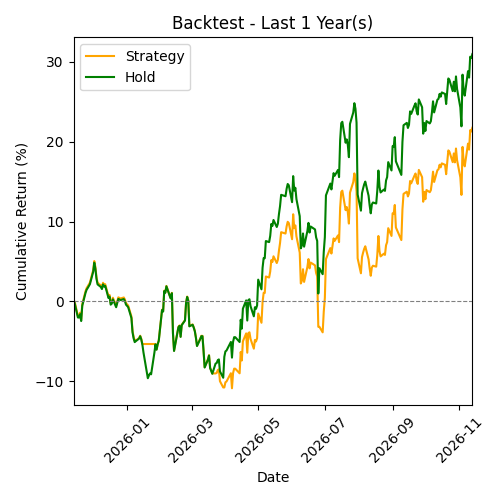 Backtest - Last 1 Year(s)
Strategy
Hold
Cumulative Return (%)
30
20
10
0
−10
2026-01
2026-03
2026-05
2026-07
2026-09
2026-11
Date